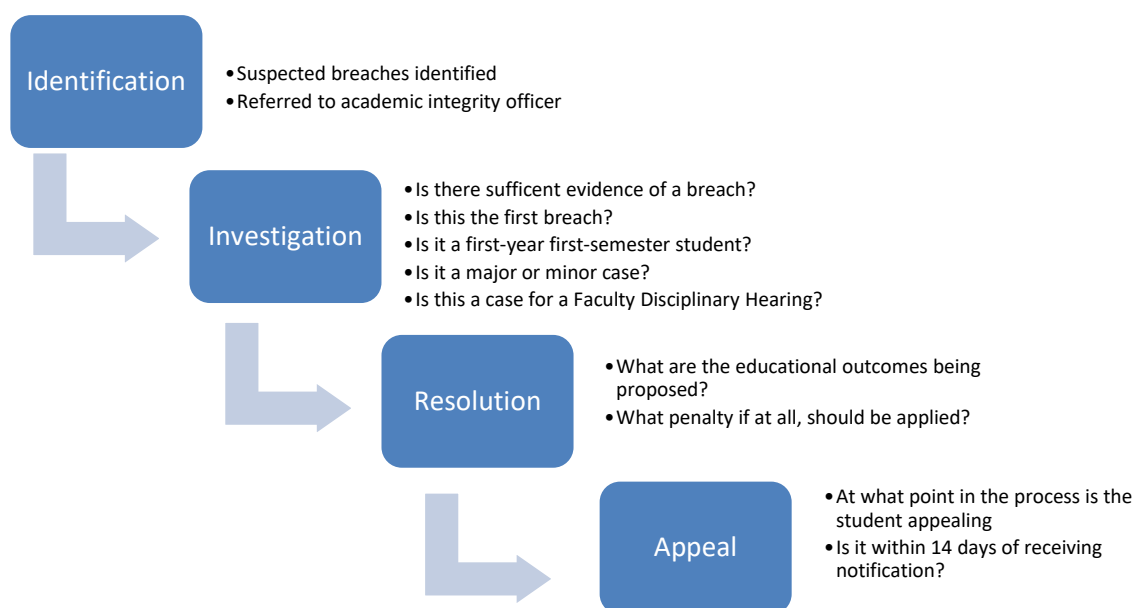 Identification
•Suspected breaches identified
•Referred to academic integrity officer
Investigation
•Is there sufficent evidence of a breach?
•Is this the first breach?
•Is it a first-year first-semester student?
•Is it a major or minor case?
•Is this a case for a Faculty Disciplinary Hearing?
Resolution
•What are the educational outcomes being
proposed?
•What penalty if at all, should be applied?
Appeal
•At what point in the process is the
student appealing
•Is it within 14 days of receiving
notification?